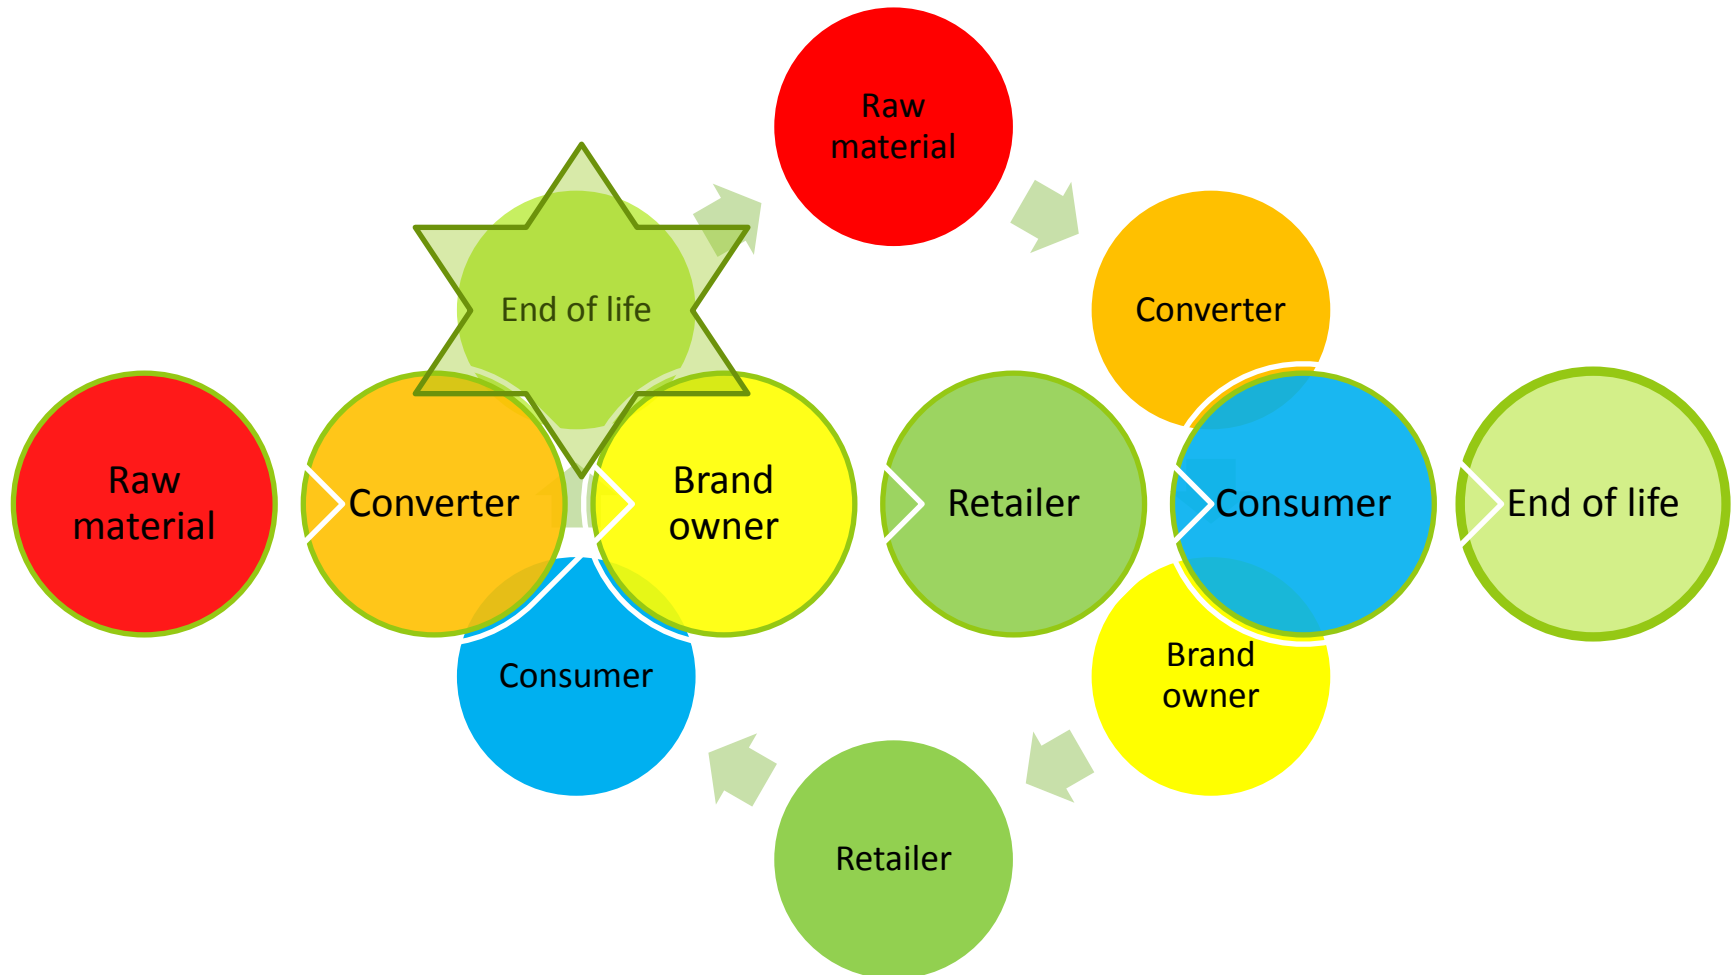 Raw
material
End of life
Converter
Raw
material
Converter
Brand
owner
Retailer
Consumer
End of life
Consumer
Brand
owner
Retailer